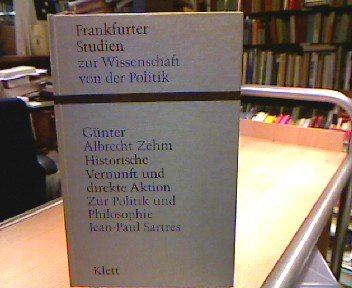 Frankfurter
Studien
zur Wissenschaft
von der Politik
Günter
Albrecht Zehm
Historische
Vernunft und
direkte Aktion
Zur Politik und
Philosophie
Jean-Paul Sartres
Klett